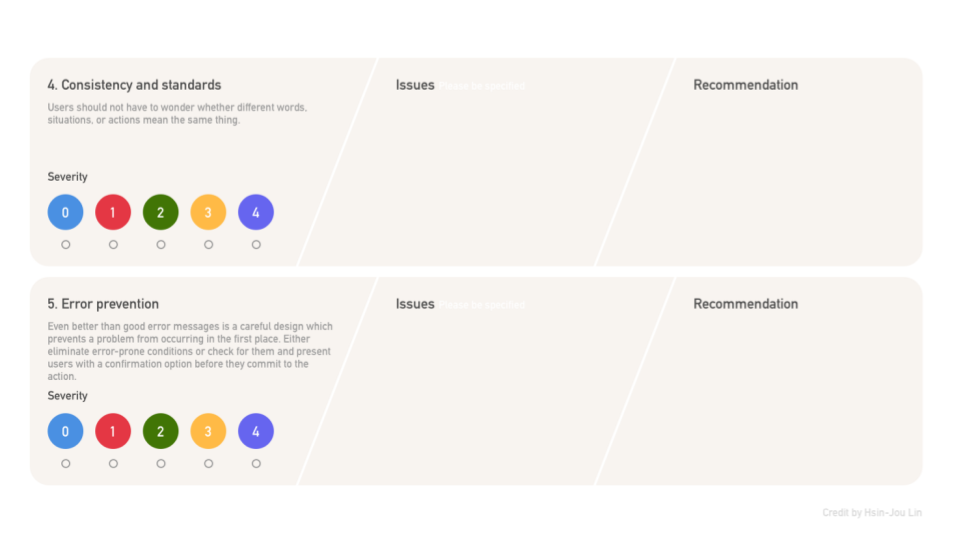 4. Consistency and standards
Users should not have to wonder whether different words,
situations, or actions mean the same thing.
Severity
0 1 2 3 4
Issues Please be specified
Recommendation
5. Error prevention
Even better than good error messages is a careful design which
prevents a problem from occurring in the first place. Either
eliminate error-prone conditions or check for them and present
users with a confirmation option before they commit to the
action.
Severity
0 1 2 3 4
Issues Please be specified
Recommendation
Credit by Hsin-Jou Lin